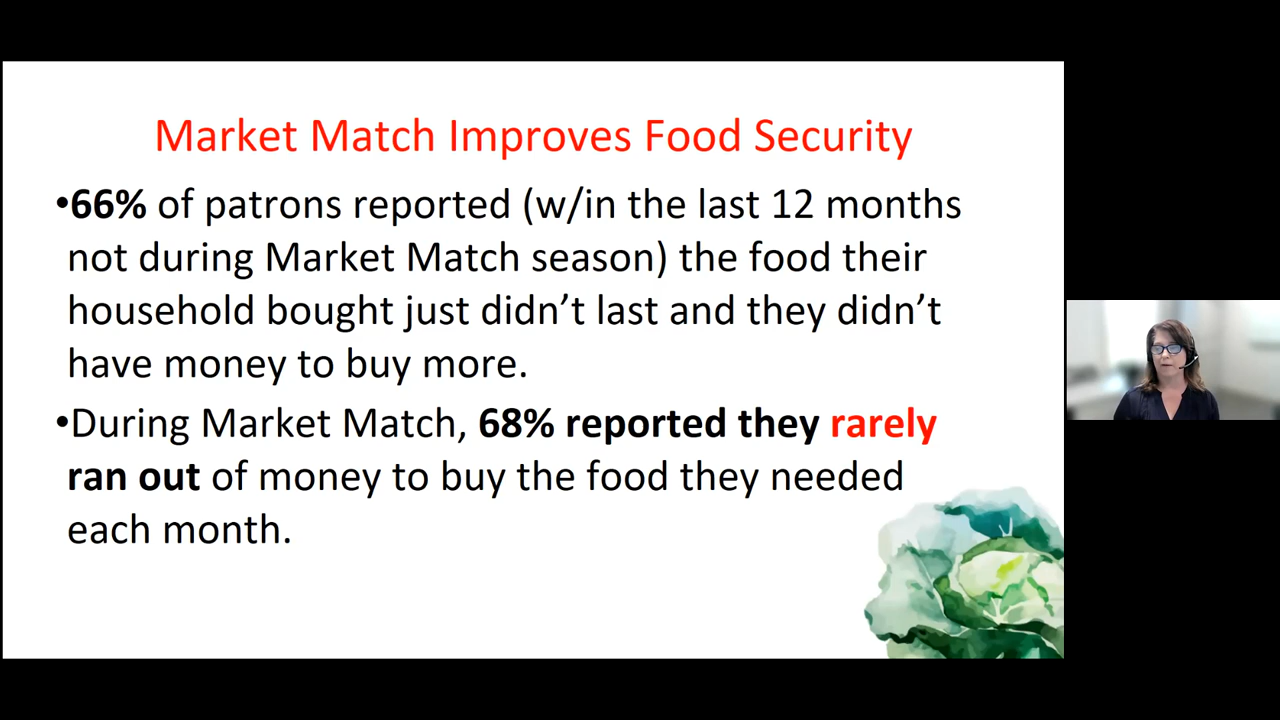 Market Match Improves Food Security
•66% of patrons reported (w/in the last 12 months
not during Market Match season) the food their
household bought just didn’t last and they didn’t
have money to buy more.
•During Market Match, 68% reported they rarely
ran out of money to buy the food they needed
each month.